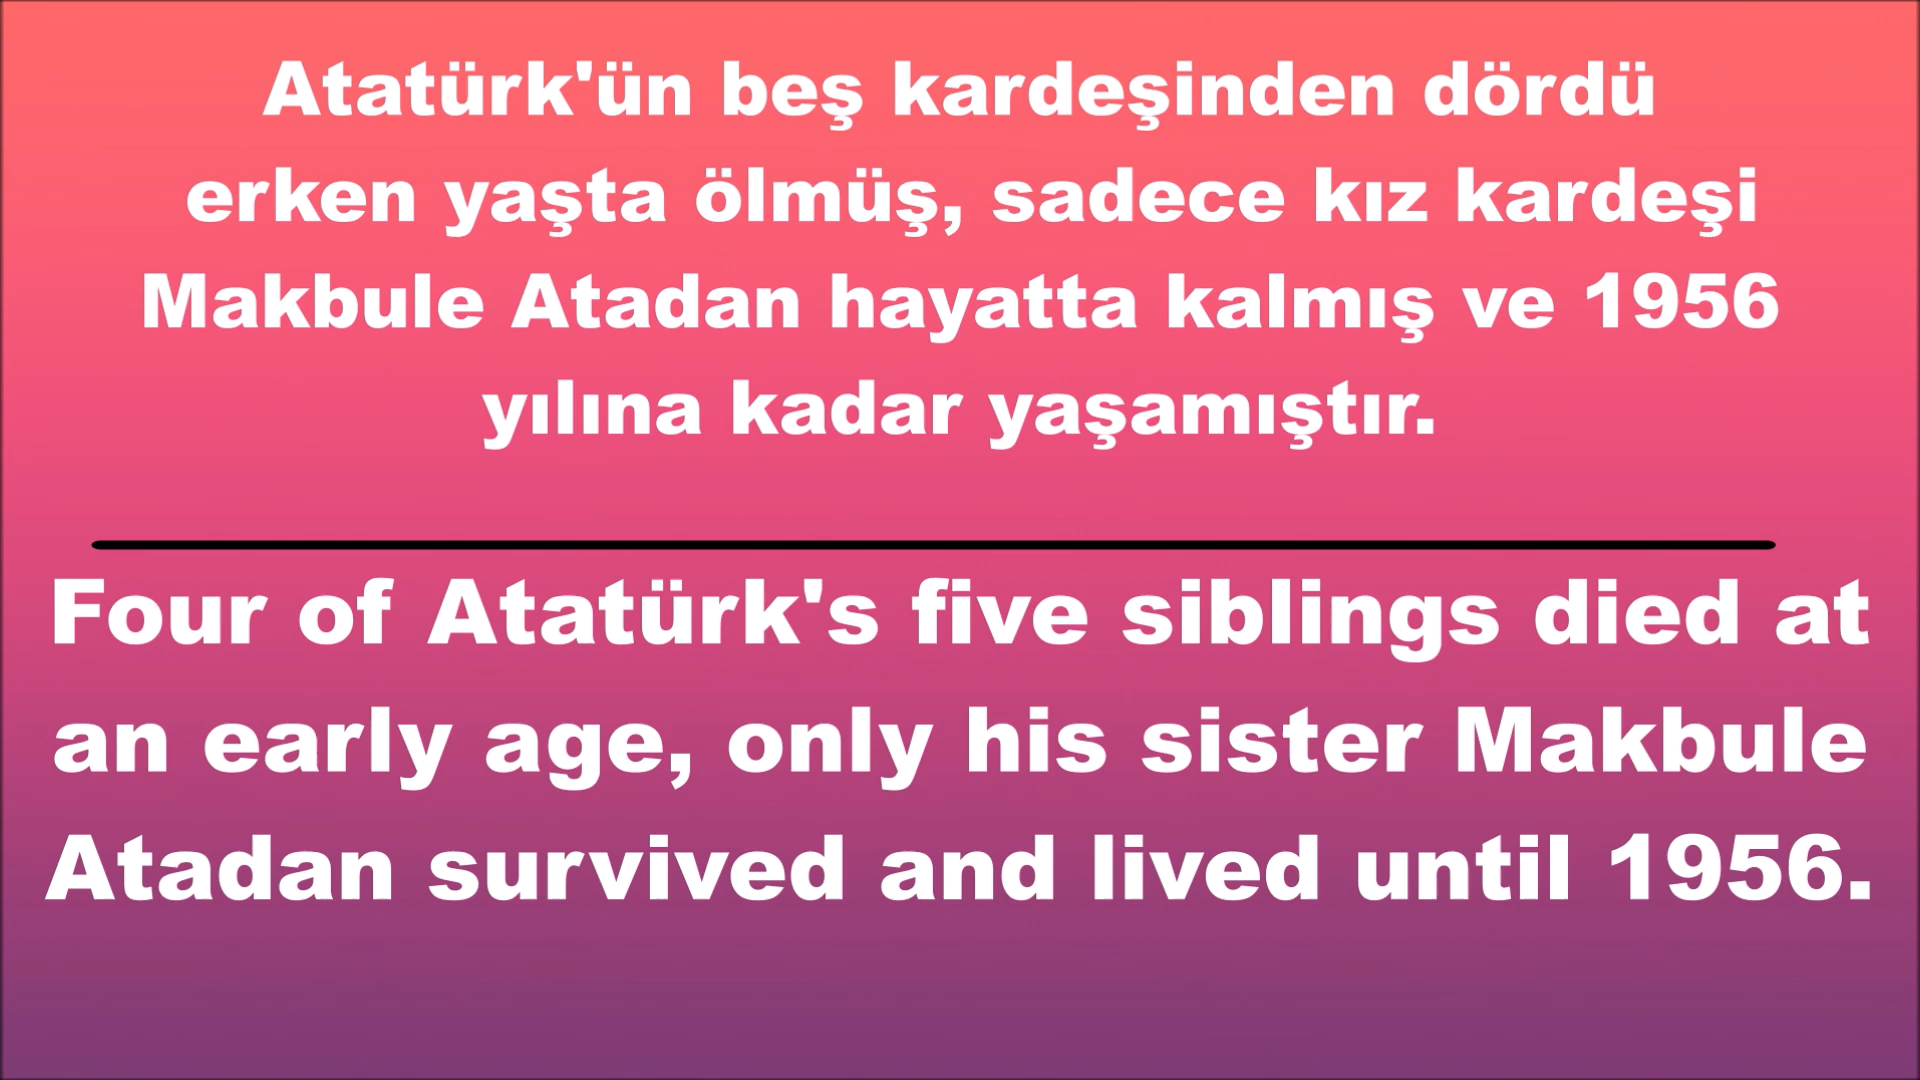 Atatürk'ün beş kardeşinden dördü
erken yaşta ölmüş, sadece kız kardeşi
Makbule Atadan hayatta kalmış ve 1956
yılına kadar yaşamıştır.
Four of Atatürk's five siblings died at
an early age, only his sister Makbule
Atadan survived and lived until 1956.